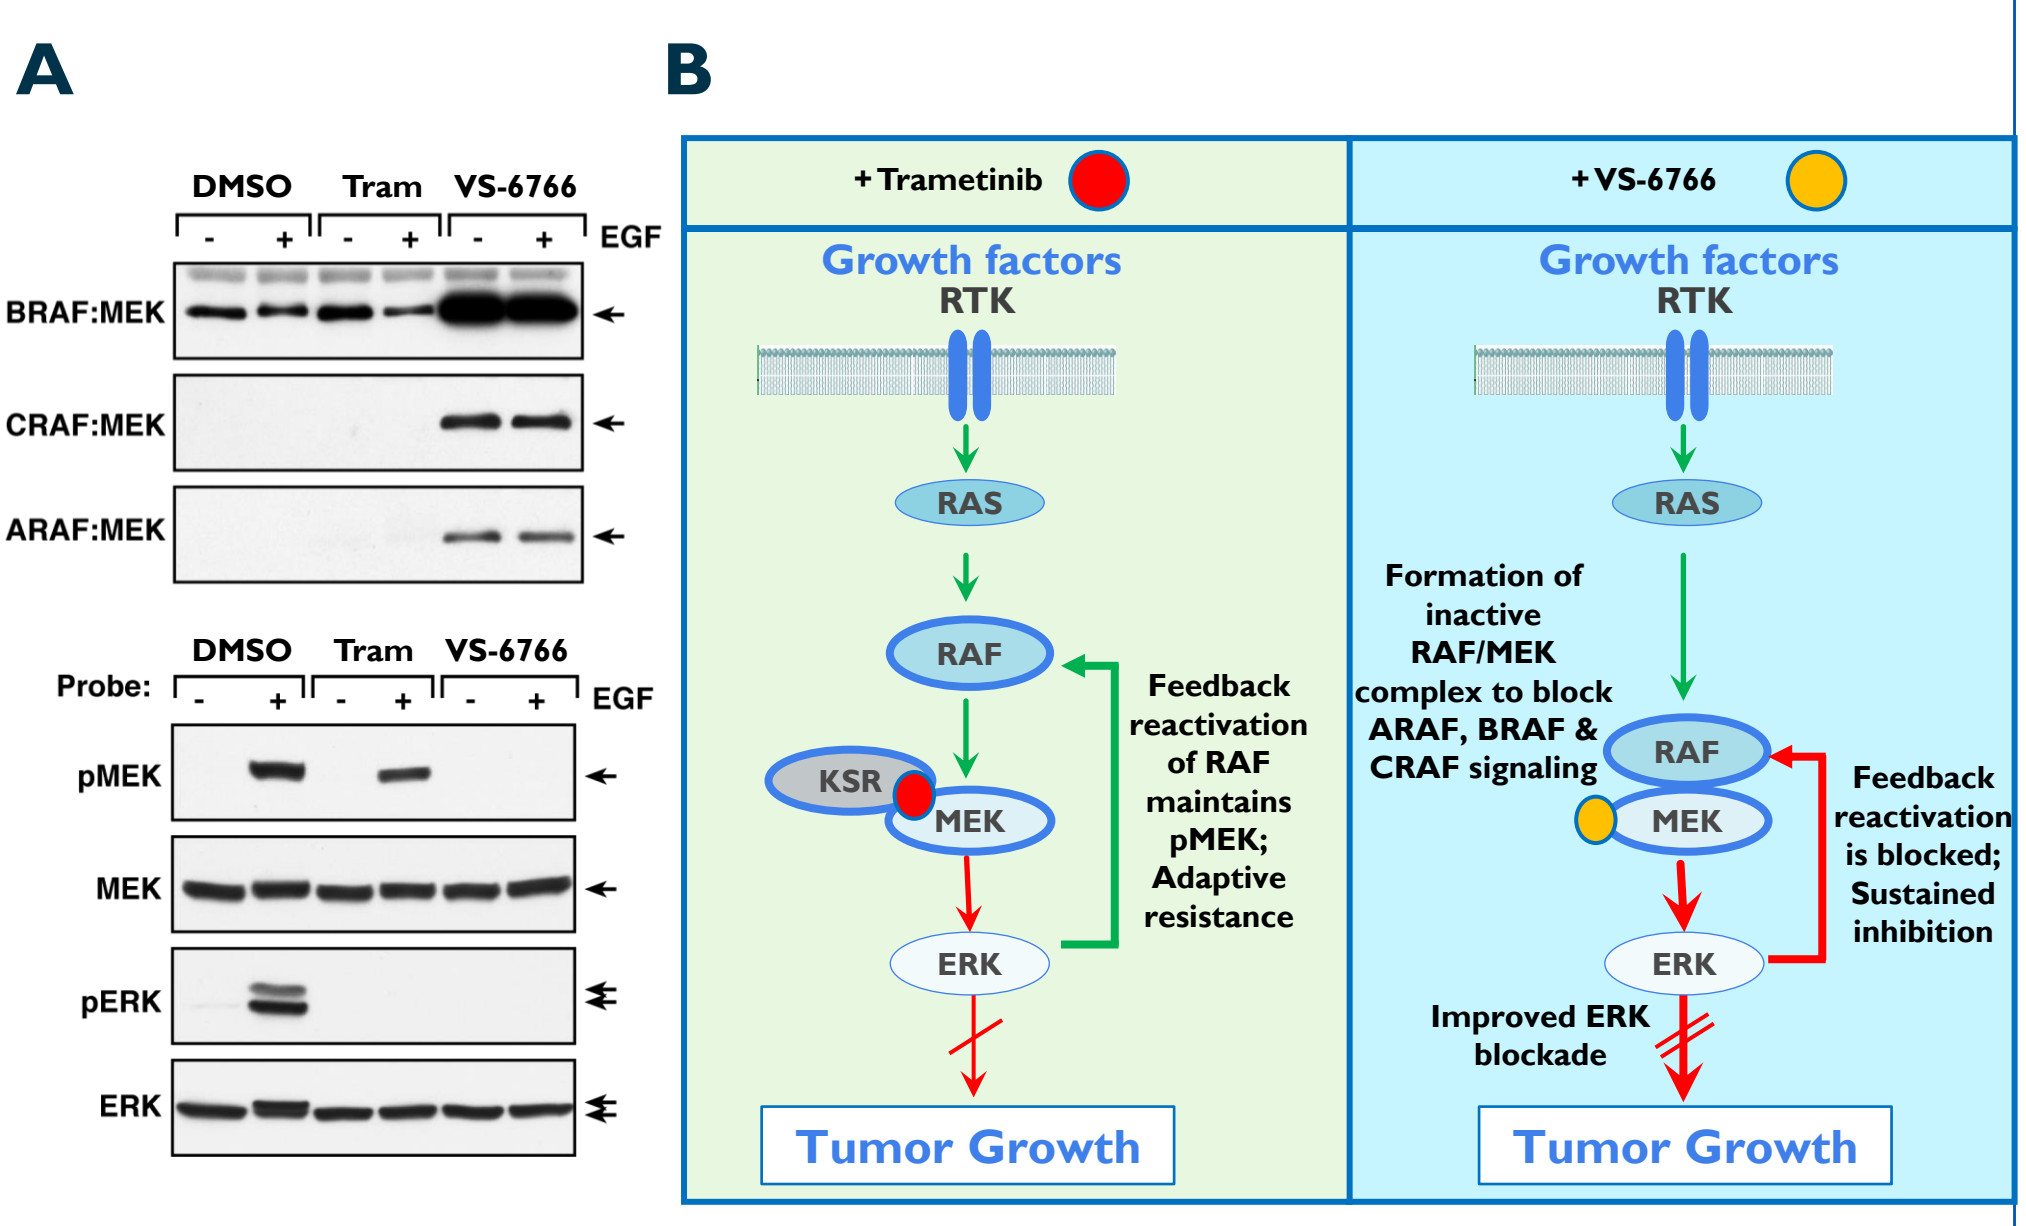 A
DMSO Tram VS-6766
- + - + - + EGF
BRAF:MEK
CRAF:MEK
ARAF:MEK
DMSO Tram VS-6766
Probe: - + - + - + EGF
pMEK
MEK
pERK
ERK
B
+ Trametinib
Growth factors
RTK
RAS
RAF
KSR
MEK
ERK
Feedback
reactivation
of RAF
maintains
pMEK;
Adaptive
resistance
Tumor Growth
+ VS-6766
Growth factors
RTK
RAS
Formation of
inactive
RAF/MEK
complex to block
ARAF, BRAF &
CRAF signaling
RAF
MEK
ERK
Feedback
reactivation
is blocked;
Sustained
inhibition
Improved ERK
blockade
Tumor Growth